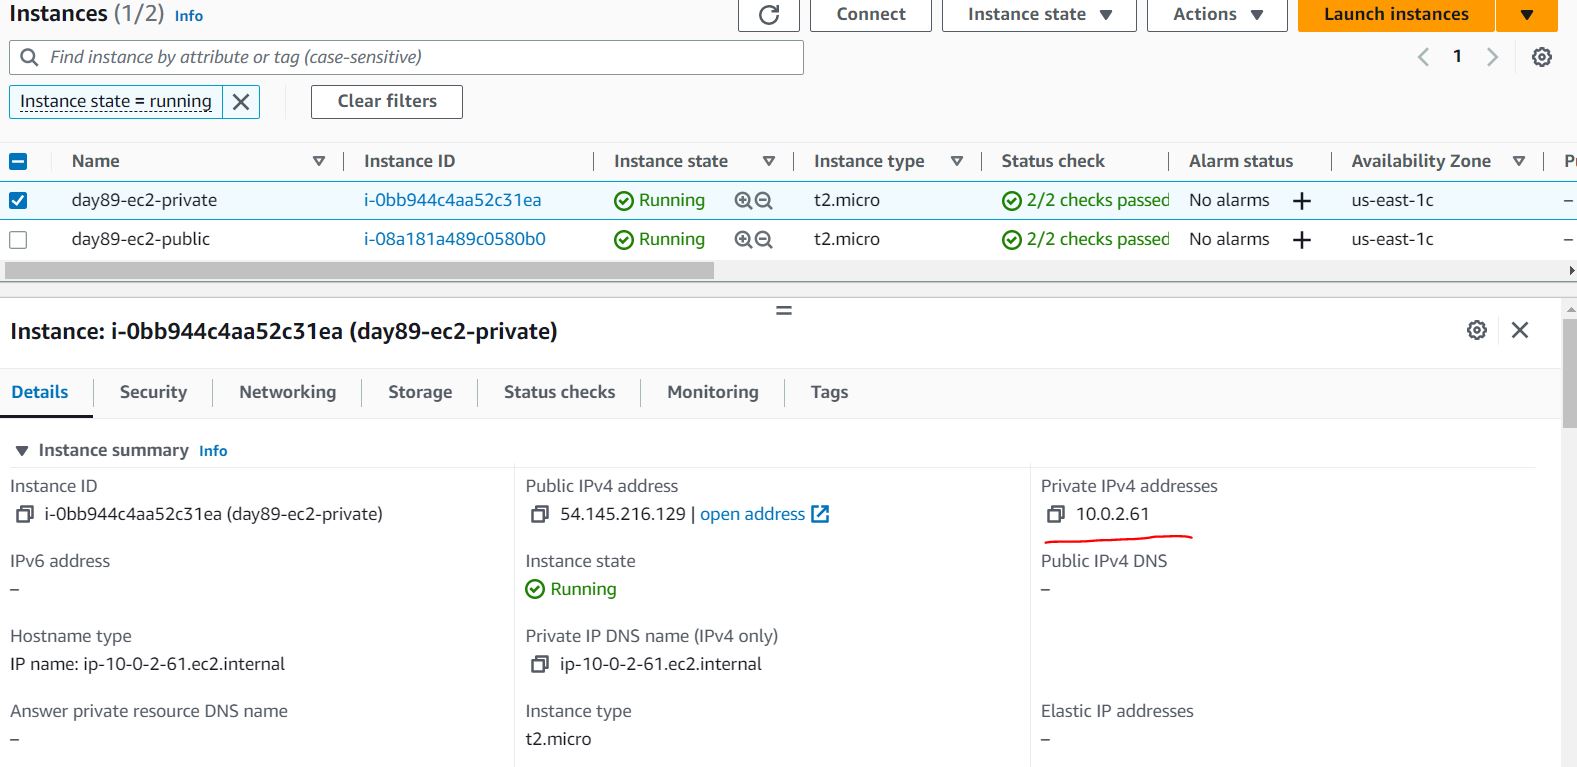 Instances (1/2) Info
Connect
Instance state
Actions
Launch instances
Find instance by attribute or tag (case-sensitive)
1
Instance state = running
Clear filters
Name Instance ID Instance state Instance type Status check Alarm status Availability Zone
day89-ec2-private i-0bb944c4aa52c31ea Running t2.micro 2/2 checks passed No alarms + us-east-1c –
day89-ec2-public i-08a181a489c0580b0 Running t2.micro 2/2 checks passed No alarms + us-east-1c –
Instance: i-0bb944c4aa52c31ea (day89-ec2-private)
Details Security Networking Storage Status checks Monitoring Tags
Instance summary Info
Instance ID
i-0bb944c4aa52c31ea (day89-ec2-private)
Public IPv4 address
54.145.216.129 | open address
Private IPv4 addresses
10.0.2.61
IPv6 address
–
Instance state
Running
Public IPv4 DNS
–
Hostname type
IP name: ip-10-0-2-61.ec2.internal
Private IP DNS name (IPv4 only)
ip-10-0-2-61.ec2.internal
Answer private resource DNS name
–
Instance type
t2.micro
Elastic IP addresses
–